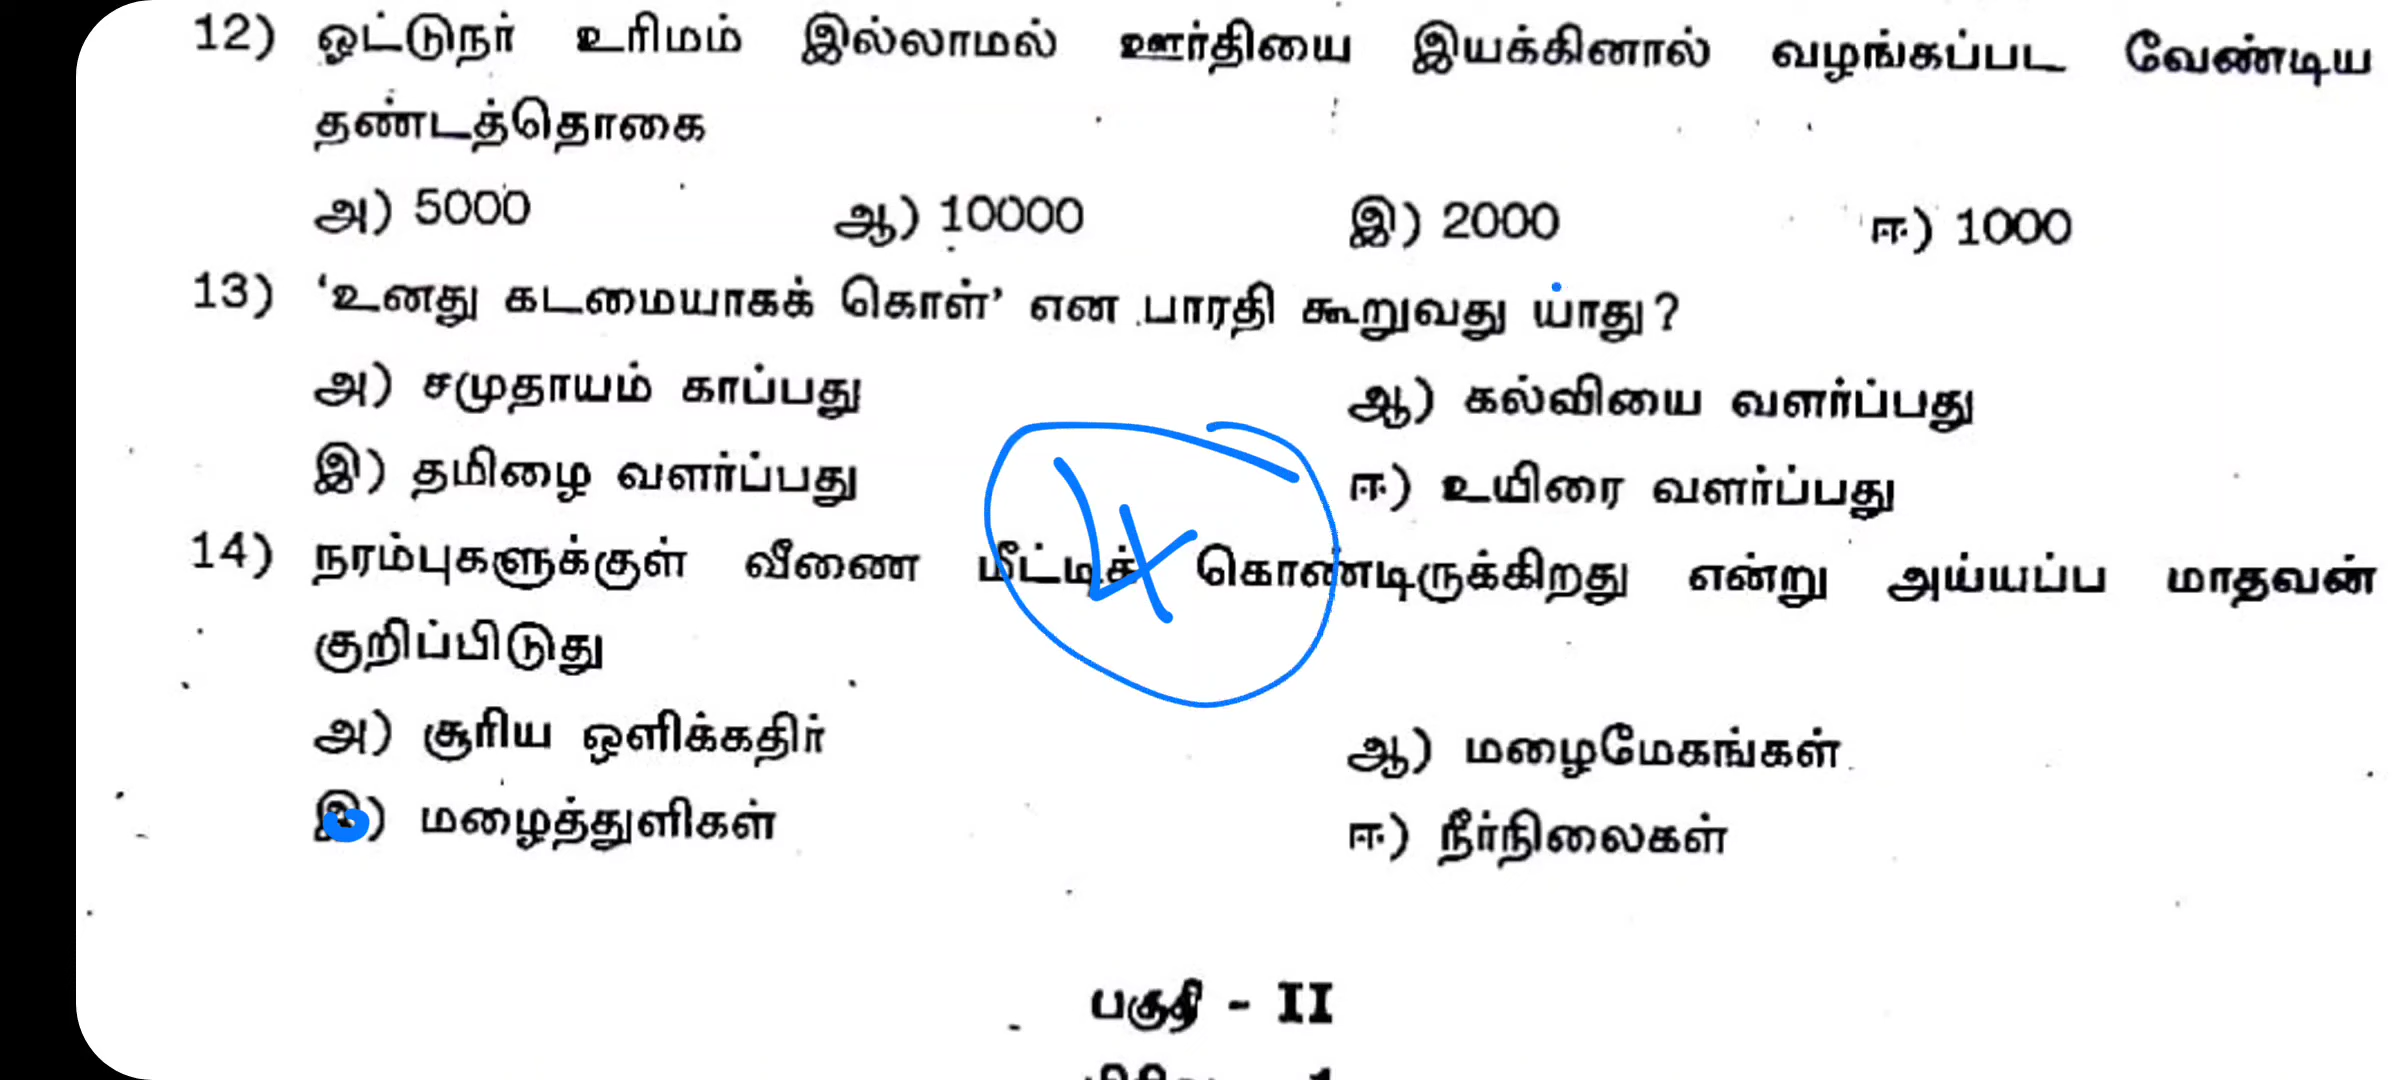 12) ஓட்டுநர் உரிமம் இல்லாமல் ஊர்தியை இயக்கினால் வழங்கப்பட வேண்டிய
தண்டத்தொகை
அ) 5000 ஆ) 10000 இ) 2000 ஈ) 1000
13) 'உனது கடமையாகக் கொள்' என பாரதி கூறுவது யாது?
அ) சமுதாயம் காப்பது ஆ) கல்வியை வளர்ப்பது
இ) தமிழை வளர்ப்பது ஈ) உயிரை வளர்ப்பது
14) நரம்புகளுக்குள் வீணை மீட்டிக் கொண்டிருக்கிறது என்று அய்யப்ப மாதவன்
குறிப்பிடுது
அ) சூரிய ஒளிக்கதிர் ஆ) மழைமேகங்கள்
இ) மழைத்துளிகள் ஈ) நீர்நிலைகள்
பகுதி - II